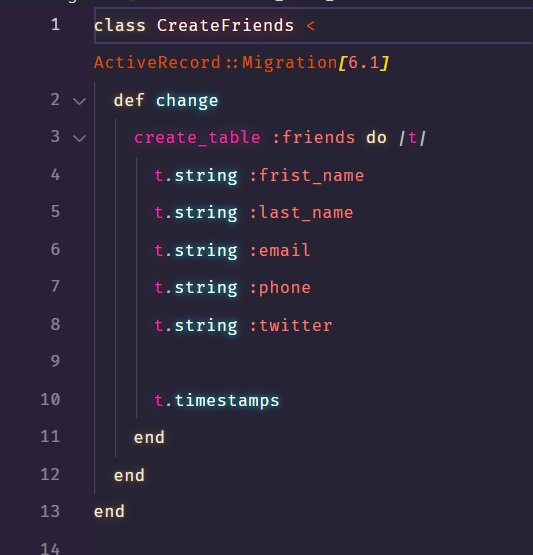 1 class CreateFriends <
ActiveRecord::Migration[6.1]
2 def change
3 create_table :friends do |t|
4 t.string :frist_name
5 t.string :last_name
6 t.string :email
7 t.string :phone
8 t.string :twitter
9
10 t.timestamps
11 end
12 end
13 end
14